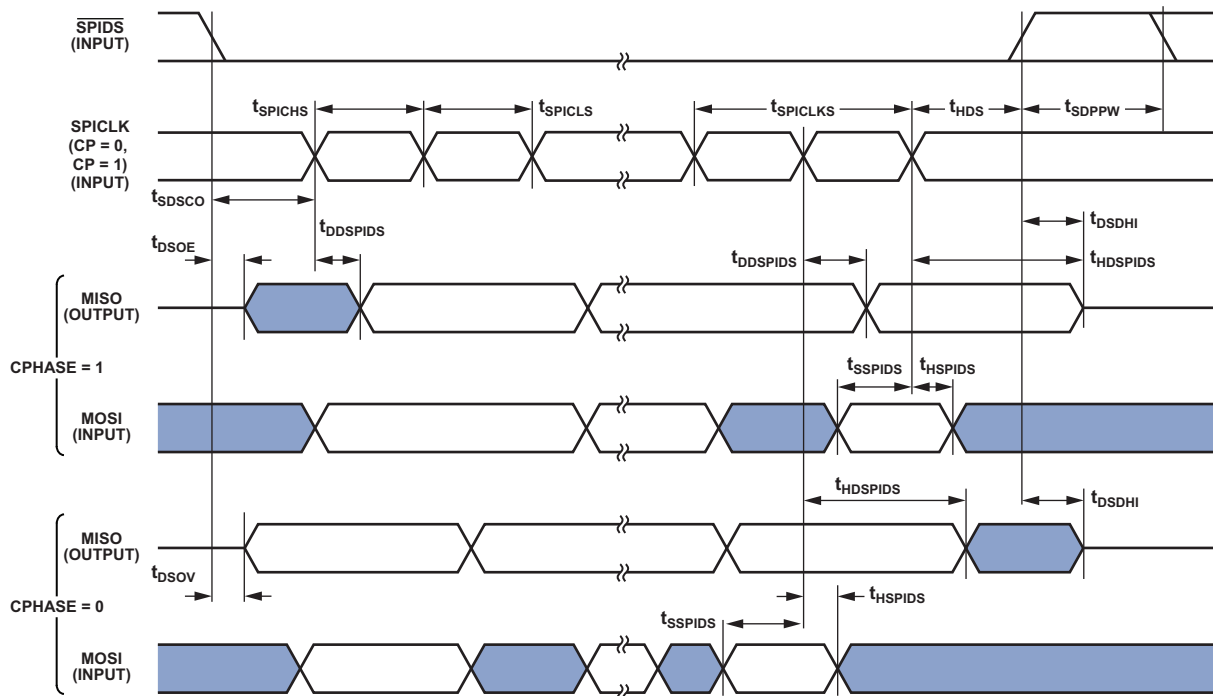 SPIDS
(INPUT)
tSPICHS
tSPICLS
tSPICLKS
tHDS
tSDPPW
SPICLK
(CP = 0,
CP = 1)
(INPUT)
tSDSCO
tDDSPIDS
tDSOE
tDDSPIDS
tDSDHI
tHDSPIDS
MISO
(OUTPUT)
CPHASE = 1
tSSPIDS
tHSPIDS
MOSI
(INPUT)
tHDSPIDS
tDSDHI
MISO
(OUTPUT)
tDSOV
CPHASE = 0
tHSPIDS
tSSPIDS
MOSI
(INPUT)